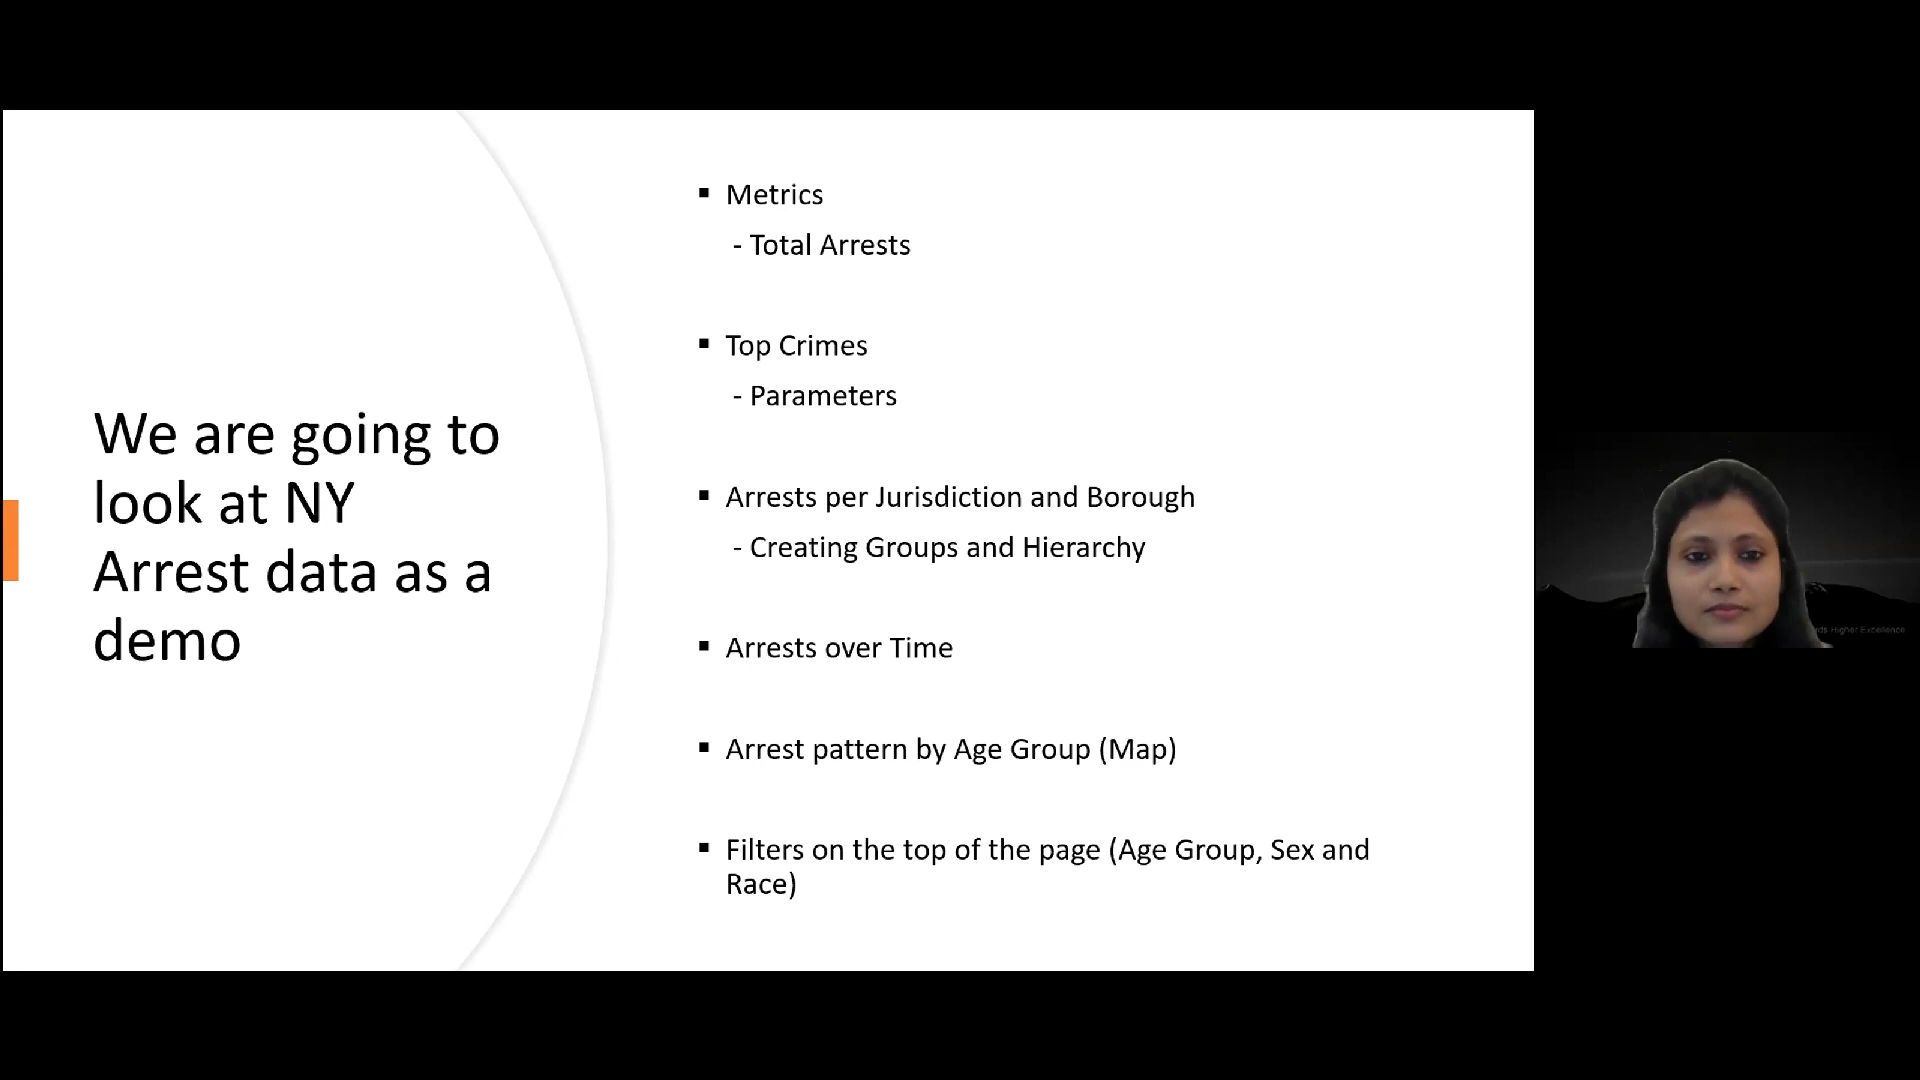 We are going to
look at NY
Arrest data as a
demo
▪ Metrics
- Total Arrests
▪ Top Crimes
- Parameters
▪ Arrests per Jurisdiction and Borough
- Creating Groups and Hierarchy
▪ Arrests over Time
▪ Arrest pattern by Age Group (Map)
▪ Filters on the top of the page (Age Group, Sex and
Race)
Higher Excellence